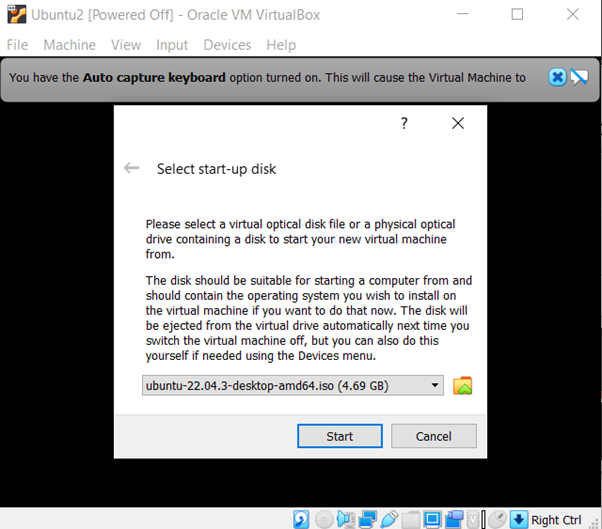 Ubuntu2 [Powered Off] - Oracle VM VirtualBox
File Machine View Input Devices Help
You have the Auto capture keyboard option turned on. This will cause the Virtual Machine to
?
Select start-up disk
Please select a virtual optical disk file or a physical optical
drive containing a disk to start your new virtual machine
from.
The disk should be suitable for starting a computer from and
should contain the operating system you wish to install on
the virtual machine if you want to do that now. The disk will
be ejected from the virtual drive automatically next time you
switch the virtual machine off, but you can also do this
yourself if needed using the Devices menu.
ubuntu-22.04.3-desktop-amd64.iso (4.69 GB)
Start Cancel
Right Ctrl